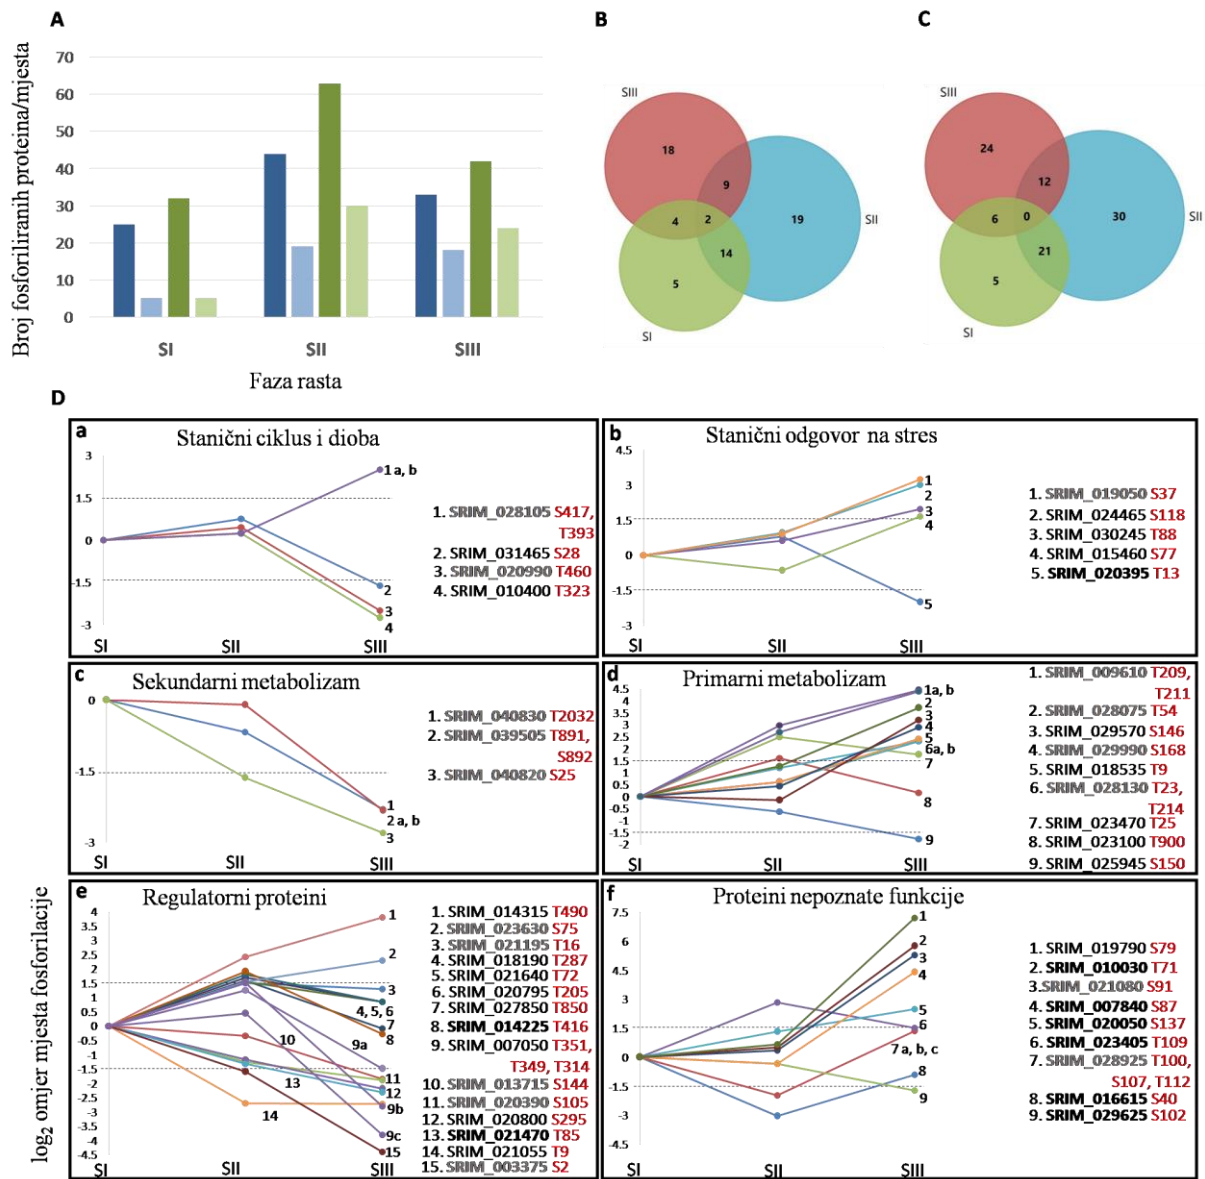 A
Broj fosforiliranih proteina/mjesta
70
60
50
40
30
20
10
0
SI
SII
SIII
Faza rasta
B
SIII
18
9
4
2
19
14
5
SII
SI
C
SIII
24
12
6
0
30
21
5
SII
SI
D
log2 omjer mjesta fosforilacije
a
Stanični ciklus i dioba
3
1.5
0
-1.5
-3
SI
SII
SIII
1 a, b
2
3
4
1. SRIM_028105 S417,
T393
2. SRIM_031465 S28
3. SRIM_020990 T460
4. SRIM_010400 T323
b
Stanični odgovor na stres
4.5
3
1.5
0
-1.5
-3
SI
SII
SIII
1
2
3
4
5
1. SRIM_019050 S37
2. SRIM_024465 S118
3. SRIM_030245 T88
4. SRIM_015460 S77
5. SRIM_020395 T13
c
Sekundarni metabolizam
0
-1.5
-3
SI
SII
SIII
1
2 a, b
3
1. SRIM_040830 T2032
2. SRIM_039505 T891,
S892
3. SRIM_040820 S25
d
Primarni metabolizam
4.5
4
3.5
3
2.5
2
1.5
1
0.5
0
-0.5
-1
-1.5
-2
SI
SII
SIII
1a, b
2
3
4
5
6a, b
7
8
9
1. SRIM_009610 T209,
T211
2. SRIM_028075 T54
3. SRIM_029570 S146
4. SRIM_029990 S168
5. SRIM_018535 T9
6. SRIM_028130 T23,
T214
7. SRIM_023470 T25
8. SRIM_023100 T900
9. SRIM_025945 S150
e
Regulatorni proteini
4
3.5
3
2.5
2
1.5
1
0.5
0
-0.5
-1
-1.5
-2
-2.5
-3
-3.5
-4
-4.5
SI
SII
SIII
1
2
3
4, 5, 6
7
8
9a
10
11
12
13
9b
14
9c
15
1. SRIM_014315 T490
2. SRIM_023630 S75
3. SRIM_021195 T16
4. SRIM_018190 T287
5. SRIM_021640 T72
6. SRIM_020795 T205
7. SRIM_027850 T850
8. SRIM_014225 T416
9. SRIM_007050 T351,
T349, T314
10. SRIM_013715 S144
11. SRIM_020390 S105
12. SRIM_020800 S295
13. SRIM_021470 T85
14. SRIM_021055 T9
15. SRIM_003375 S2
f
Proteini nepoznate funkcije
7.5
6
4.5
3
1.5
0
-1.5
-3
-4.5
SI
SII
SIII
1
2
3
4
5
6
7 a, b, c
8
9
1. SRIM_019790 S79
2. SRIM_010030 T71
3.SRIM_021080 S91
4. SRIM_007840 S87
5. SRIM_020050 S137
6. SRIM_023405 T109
7. SRIM_028925 T100,
S107, T112
8. SRIM_016615 S40
9. SRIM_029625 S102